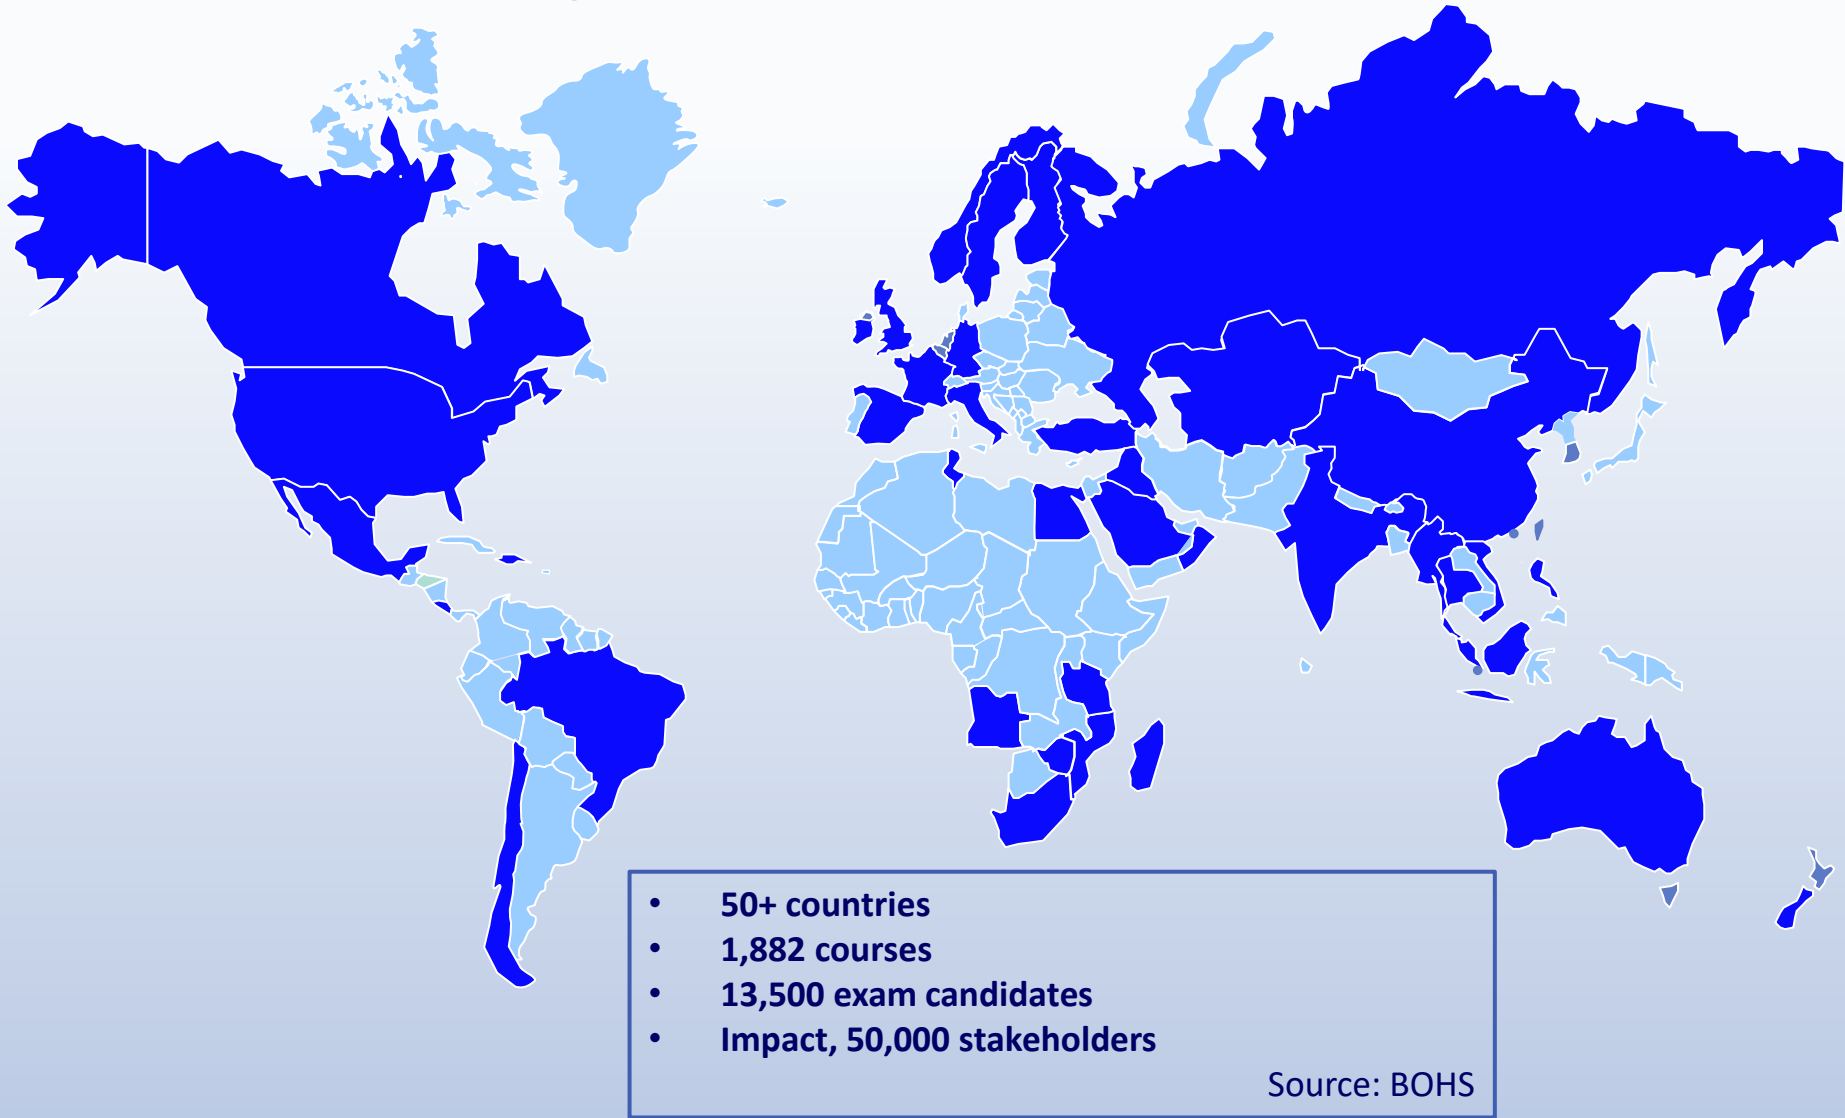 • 50+ countries
• 1,882 courses
• 13,500 exam candidates
• Impact, 50,000 stakeholders
Source: BOHS